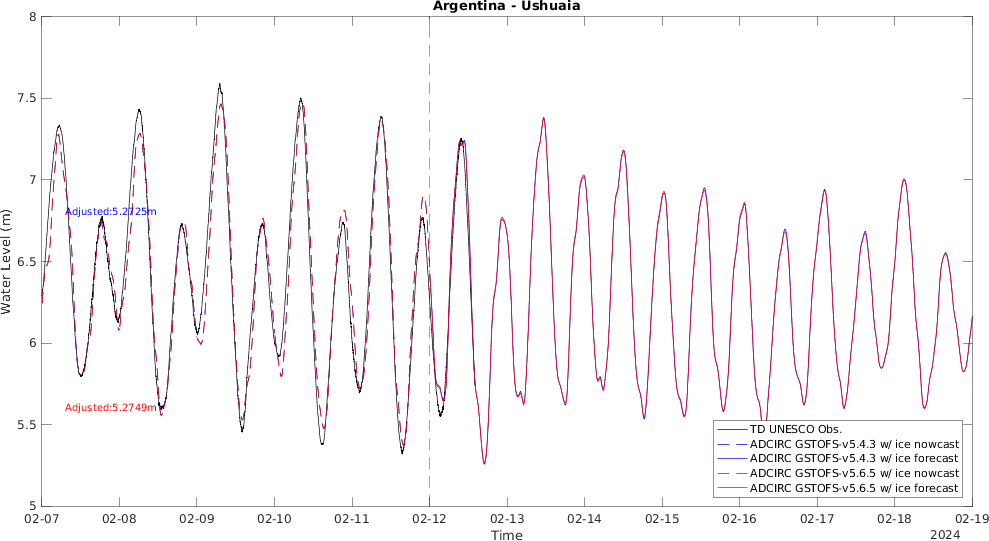 Argentina - Ushuaia
8
7.5
7
6.5
6
5.5
5
Water Level (m)
Adjusted:5.2725m
Adjusted:5.2749m
TD UNESCO Obs.
ADCIRC GSTOFS-v5.4.3 w/ ice nowcast
ADCIRC GSTOFS-v5.4.3 w/ ice forecast
ADCIRC GSTOFS-v5.6.5 w/ ice nowcast
ADCIRC GSTOFS-v5.6.5 w/ ice forecast
02-07 02-08 02-09 02-10 02-11 02-12 02-13 02-14 02-15 02-16 02-17 02-18 02-19
Time
2024